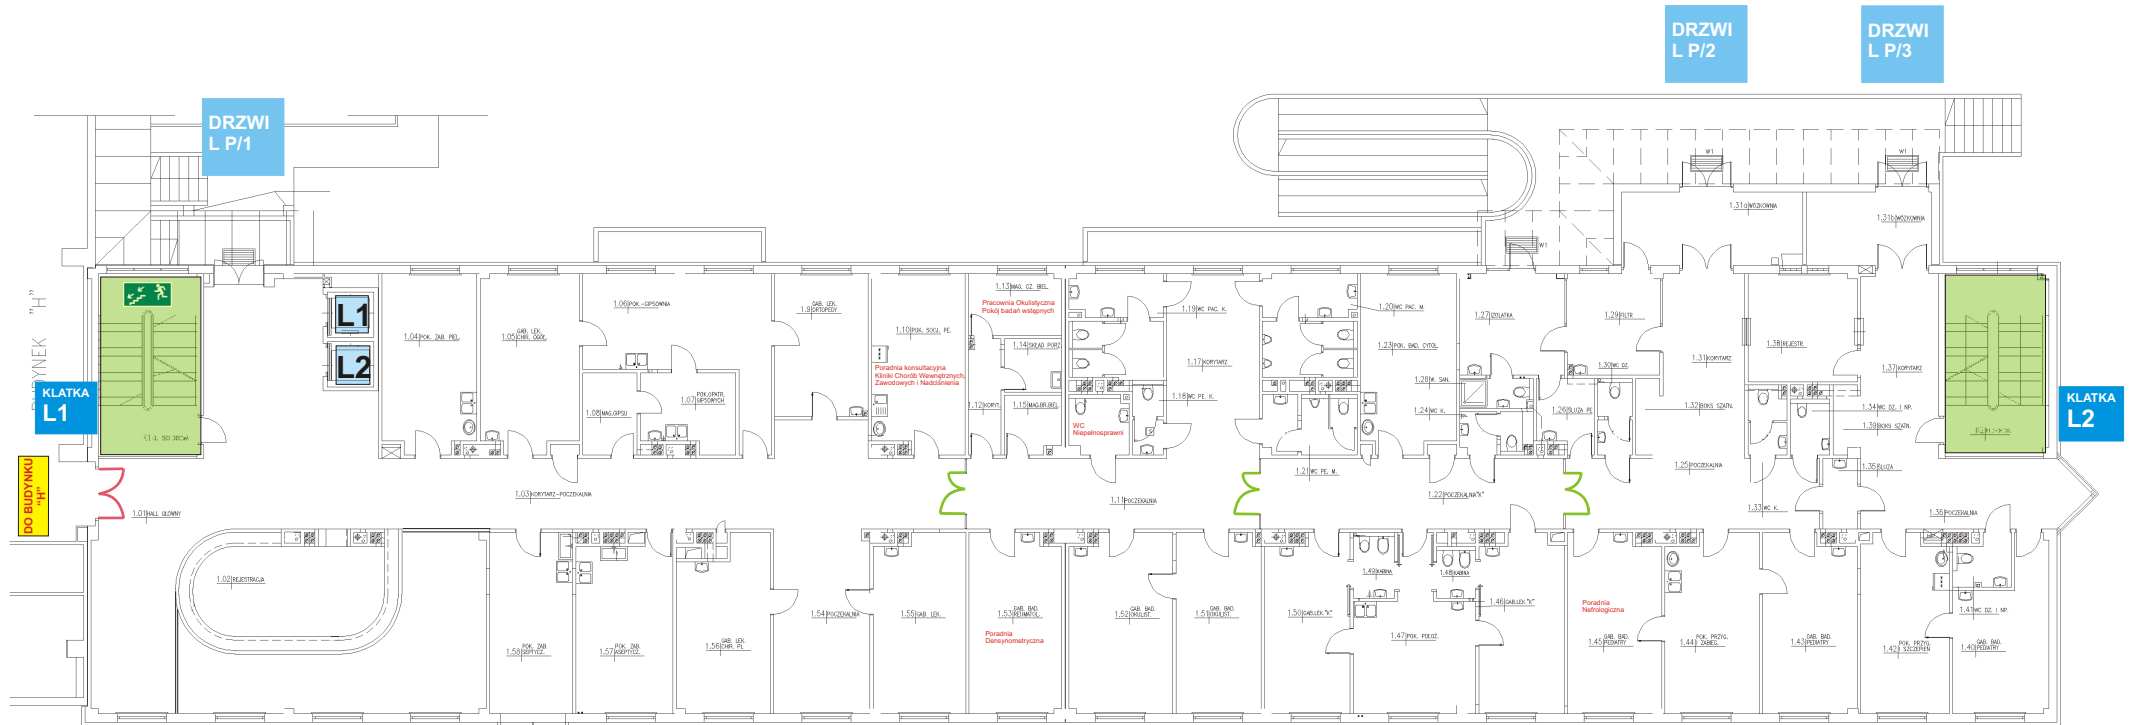 DRZWI
L P/1
DRZWI
L P/2
DRZWI
L P/3
W1
W1
W1
"H"
KLATKA
L1
L1
L2
KLATKA
L2
DO BUDYNKU
"H"
1.01 HALL GŁÓWNY
1.02 REJESTRACJA
1.03 KORYTARZ-POCZEKALNIA
1.04 POK. ZAB. PIEL.
GAB. LEK.
1.05 CHIR. OGÓL.
1.06 POK.-GIPSOWNIA
POK.OPATR.
1.07 GIPSOWYCH
1.08 MAG.GIPSU
GAB. LEK.
1.9 ORTOPEDY
1.10 POK. SOCJ. PE.
Poradnia konsultacyjna
Kliniki Chorób Wewnętrznych,
Zawodowych i Nadciśnienia
1.13 MAG. CZ. BIEL.
Pracownia Okulistyczna
Pokój badań wstępnych
1.14 SKŁAD PORZ.
1.12 KORYT.
1.15 MAG.BR.BIEL.
1.11 POCZEKALNIA
WC
Niepełnosprawni
1.19 WC PAC. K.
1.17 KORYTARZ
1.18 WC PE. K.
1.20 WC PAC. M.
1.21 WC PE. M.
1.23 POK. BAD. CYTOL.
1.28 W. SAN.
1.24 WC K.
1.22 POCZEKALNIA"K"
1.27 IZOLATKA
1.29 FILTR
1.30 WC DZ.
1.26 ŚLUZA PE
1.25 POCZEKALNIA
1.31 KORYTARZ
1.31a WÓZKOWNIA
1.31b WÓZKOWNIA
1.38 REJESTR.
1.32 BOKS SZATN.
1.33 WC K.
1.37 KORYTARZ
1.34 WC DZ. I NP.
1.39 BOKS SZATN.
1.35 ŚLUZA
1.36 POCZEKALNIA
POK. ZAB.
1.58 SEPTYCZ.
POK. ZAB.
1.57 ASEPTYCZ.
GAB. LEK.
1.56 CHIR. PL.
1.54 POCZEKALNIA
1.55 GAB. LEK.
GAB. BAD.
1.53 REUMATOL.
Poradnia
Densynometryczna
GAB. BAD.
1.52 OKULIST.
GAB. BAD.
1.51 OKULIST.
1.50 GAB.LEK."K"
1.49 KABINA
1.48 KABINA
1.47 POK. POŁOŻ.
1.46 GAB.LEK."K"
Poradnia
Nefrologiczna
GAB. BAD.
1.45 PEDIATRY
POK. PRZYG.
1.44 I ZABIEG.
GAB. BAD.
1.43 PEDIATRY
POK. PRZYG.
1.42 I SZCZEPIEŃ
1.41 WC DZ. I NP.
GAB. BAD.
1.40 PEDIATRY